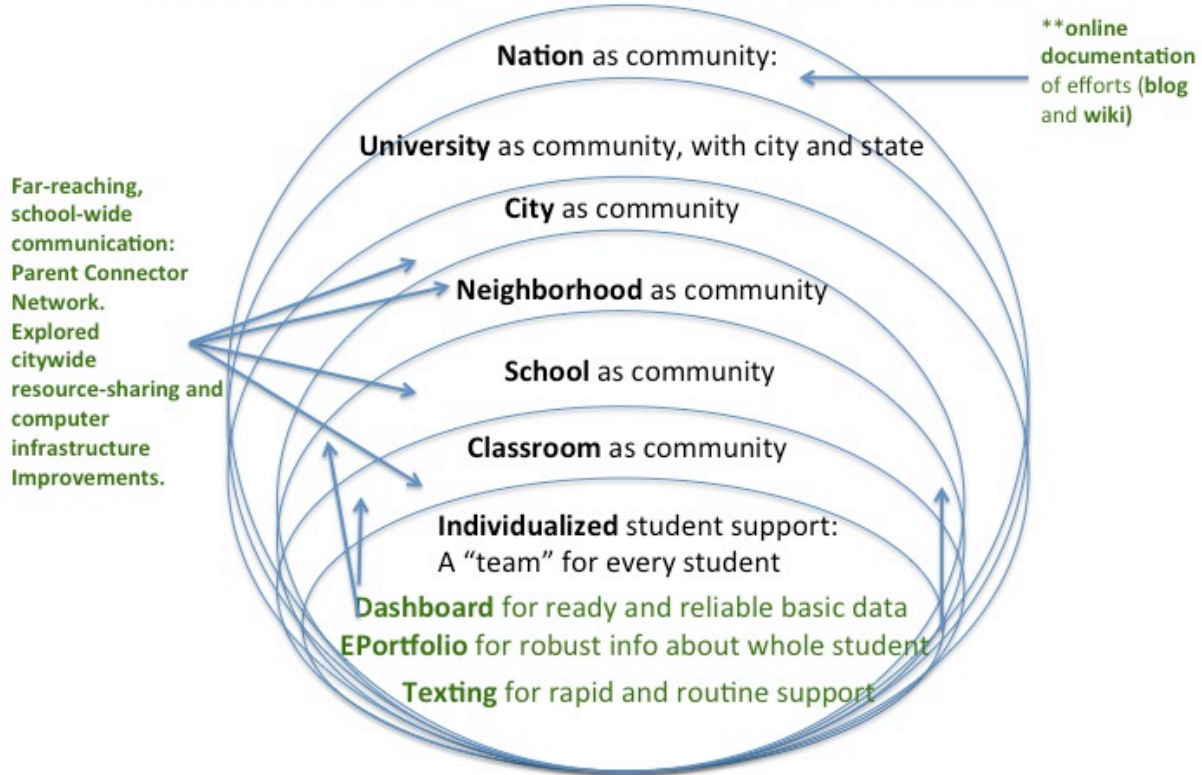 Nation as community:
University as community, with city and state
City as community
Neighborhood as community
School as community
Classroom as community
Individualized student support:
A “team” for every student
Dashboard for ready and reliable basic data
EPortfolio for robust info about whole student
Texting for rapid and routine support
Far-reaching,
school-wide
communication:
Parent Connector
Network.
Explored
citywide
resource-sharing and
computer
infrastructure
Improvements.
**online
documentation
of efforts (blog
and wiki)